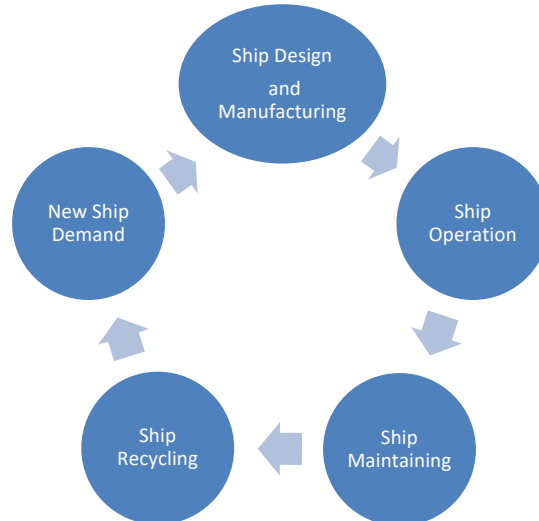 Ship Design
and
Manufacturing
Ship
Operation
Ship
Maintaining
Ship
Recycling
New Ship
Demand